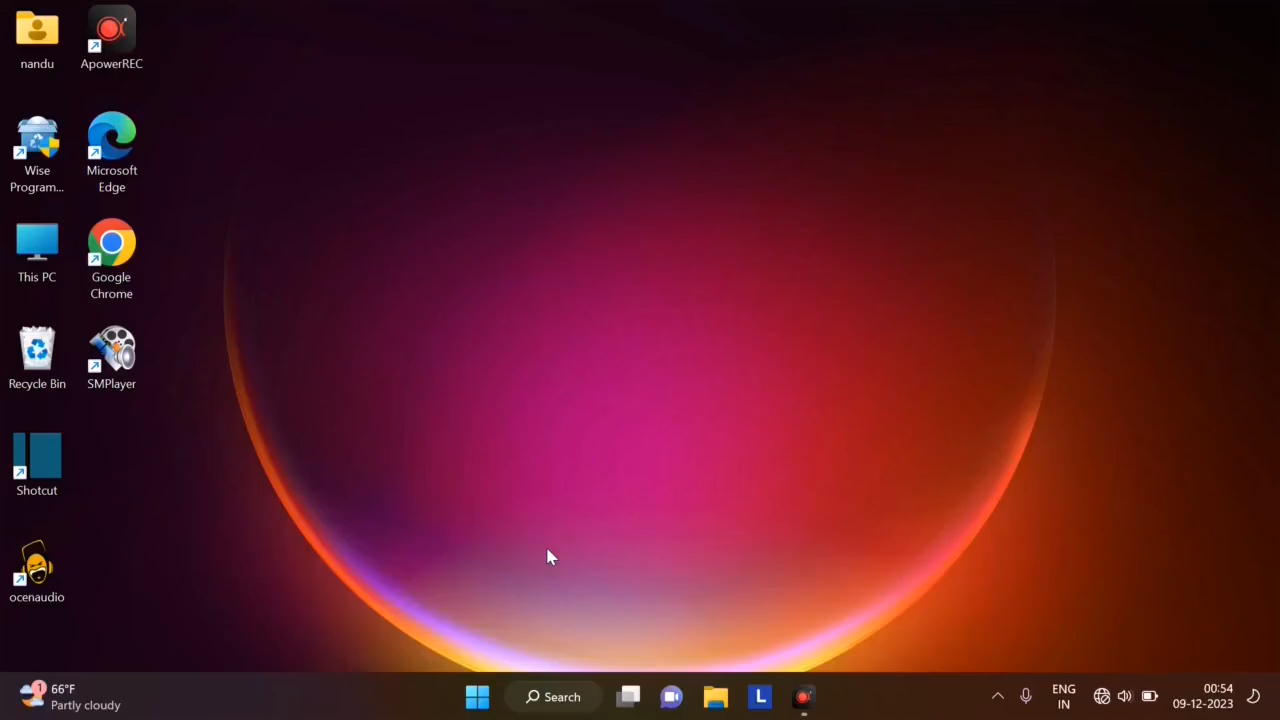 nandu
ApowerREC
Wise
Program...
Microsoft
Edge
This PC
Google
Chrome
Recycle Bin
SMPlayer
Shotcut
ocenaudio
1
66°F
Partly cloudy
Search
L
ENG
IN
00:54
09-12-2023